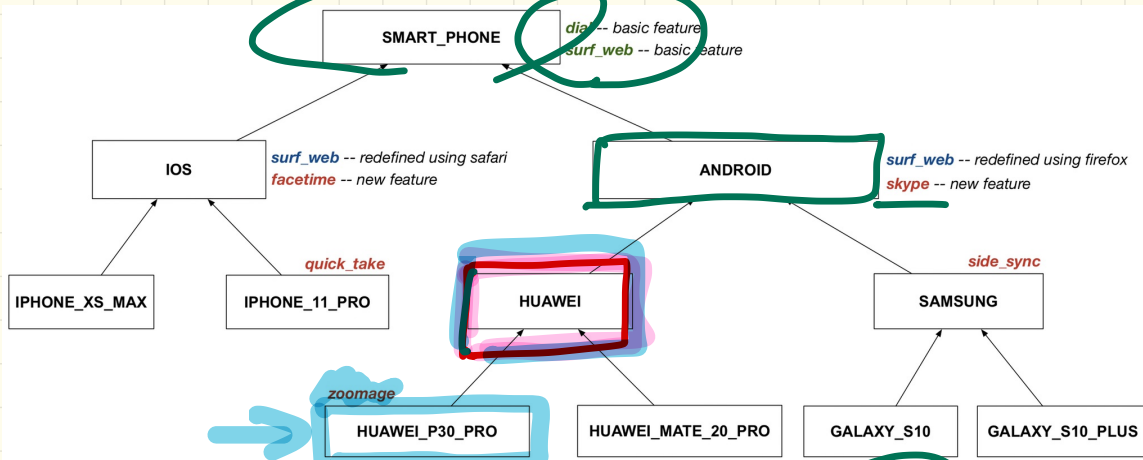 SMART_PHONE
dial -- basic feature
surf_web -- basic feature
IOS
surf_web -- redefined using safari
facetime -- new feature
ANDROID
surf_web -- redefined using firefox
skype -- new feature
quick_take
side_sync
IPHONE_XS_MAX
IPHONE_11_PRO
HUAWEI
SAMSUNG
zoomage
HUAWEI_P30_PRO
HUAWEI_MATE_20_PRO
GALAXY_S10
GALAXY_S10_PLUS